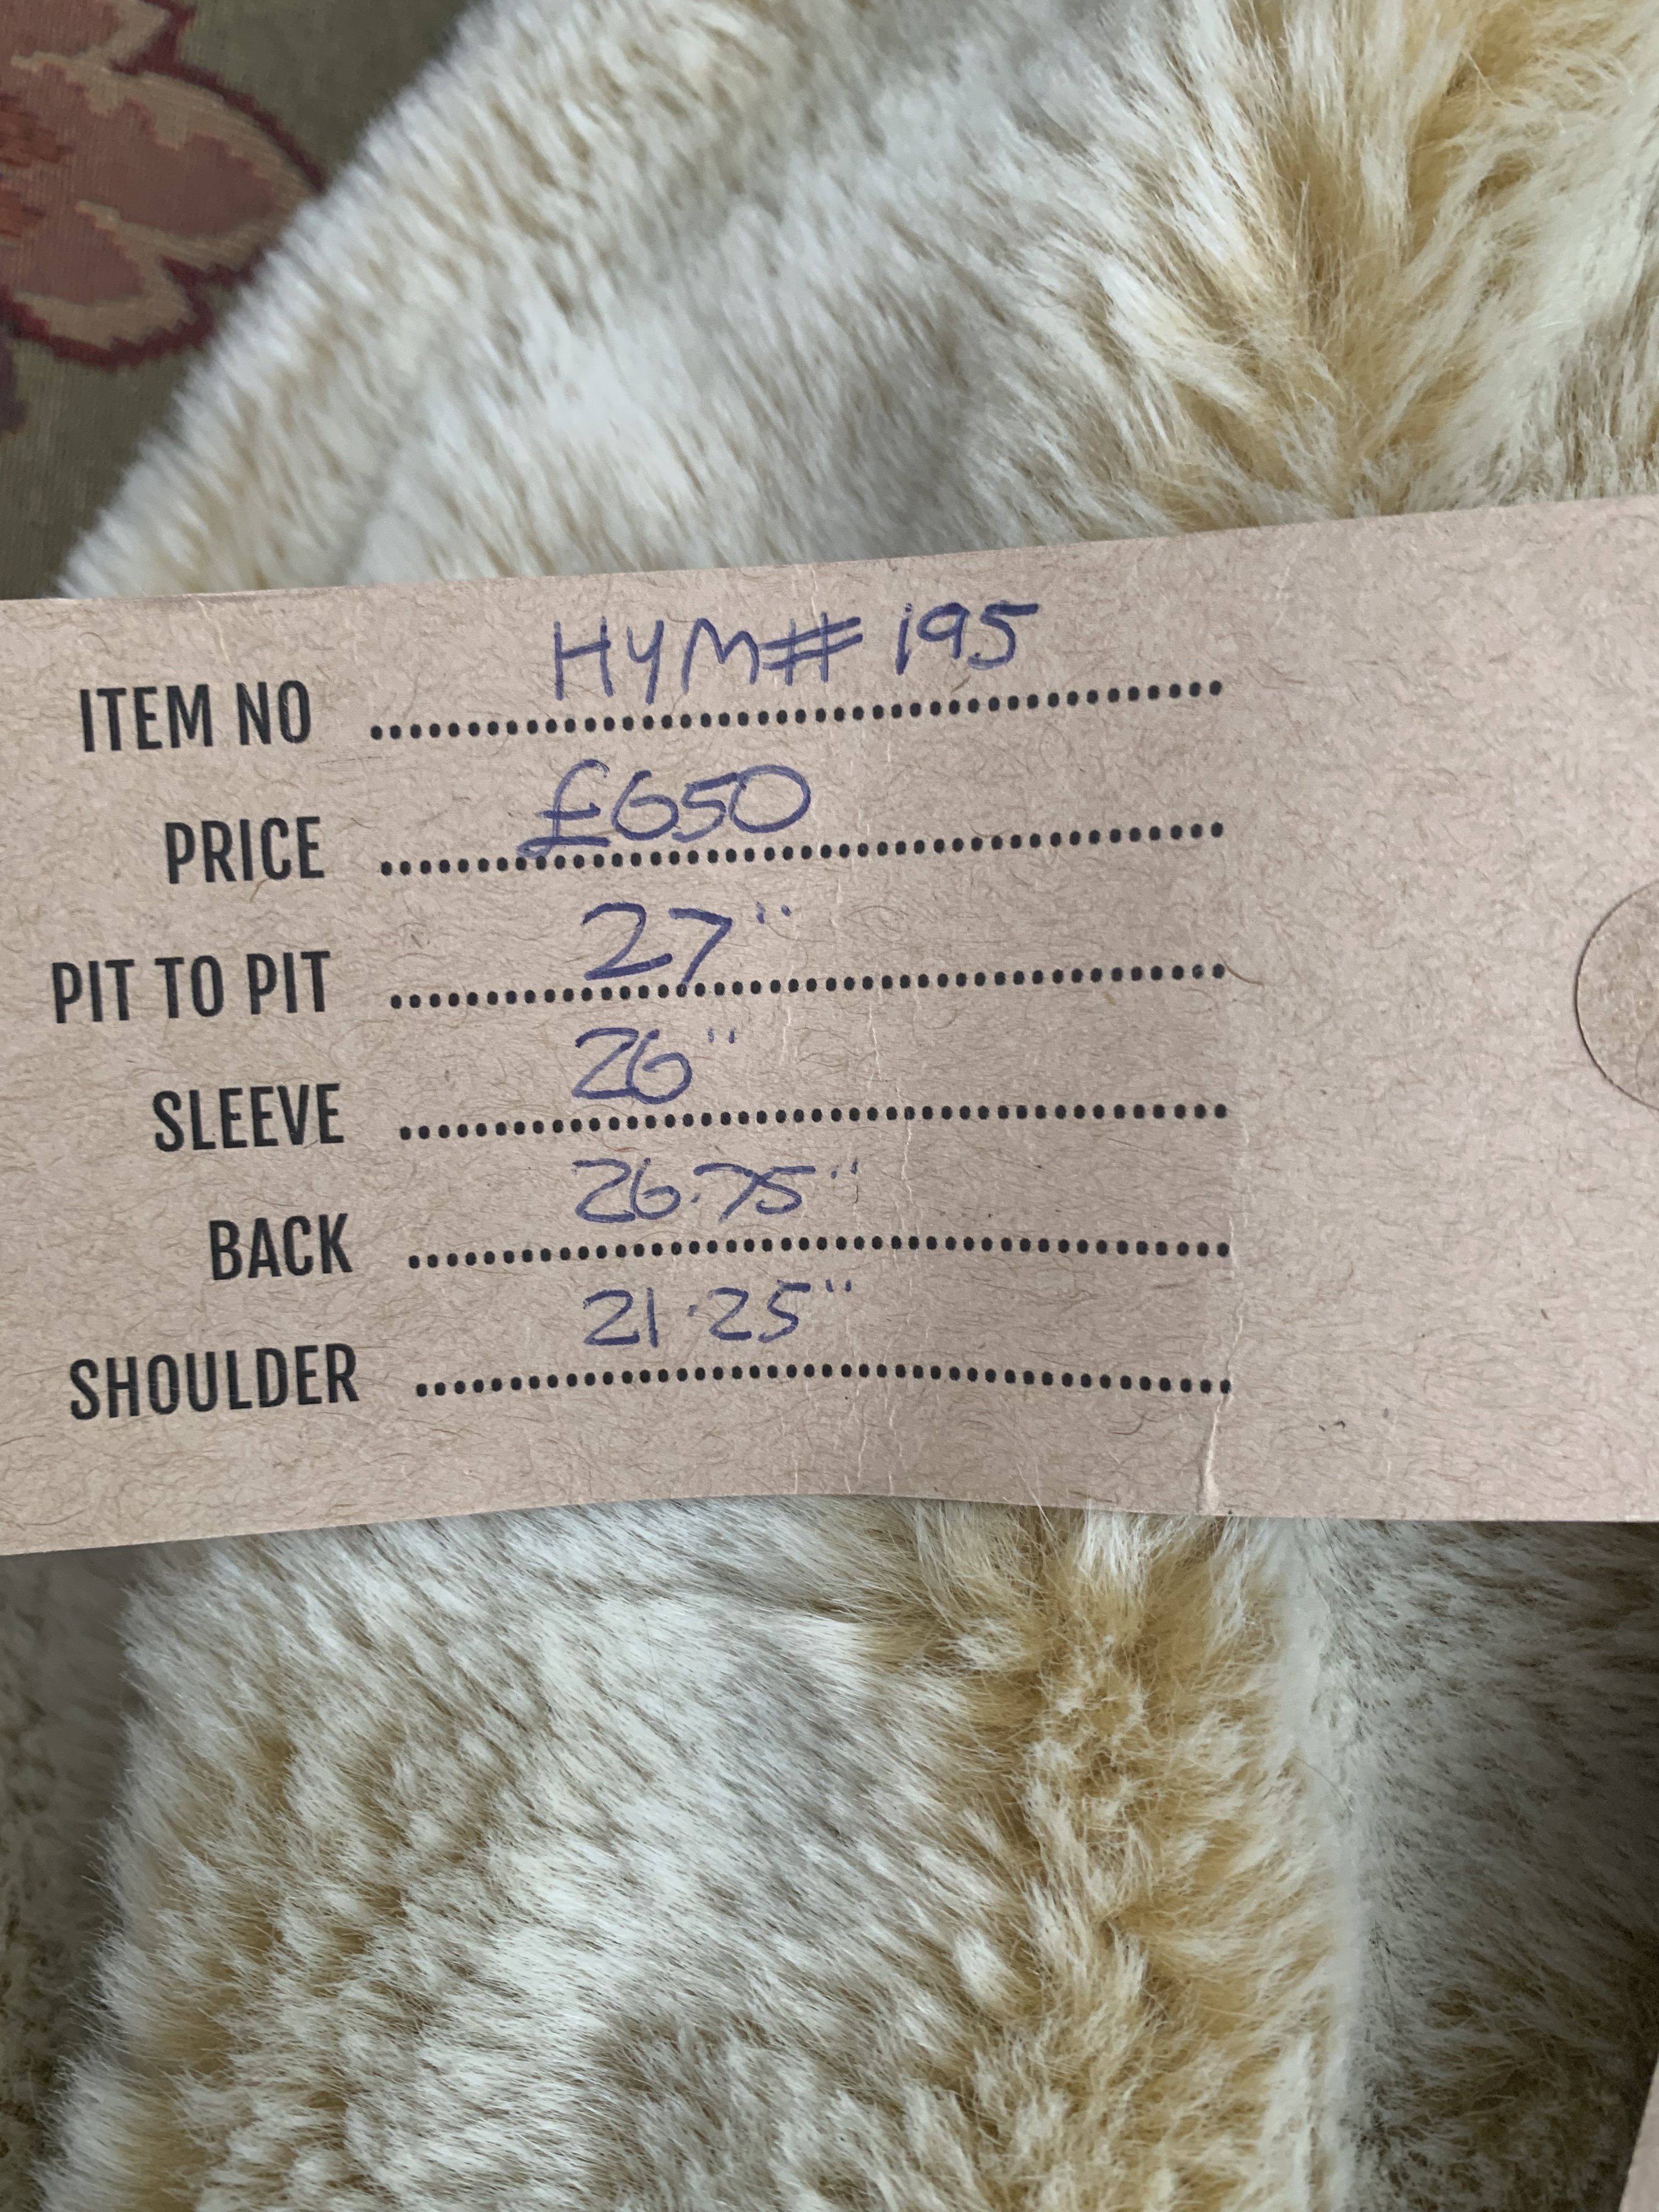 ITEM NO HYM# 195
PRICE £650
PIT TO PIT 27"
SLEEVE 26"
BACK 26.75"
SHOULDER 21.25"